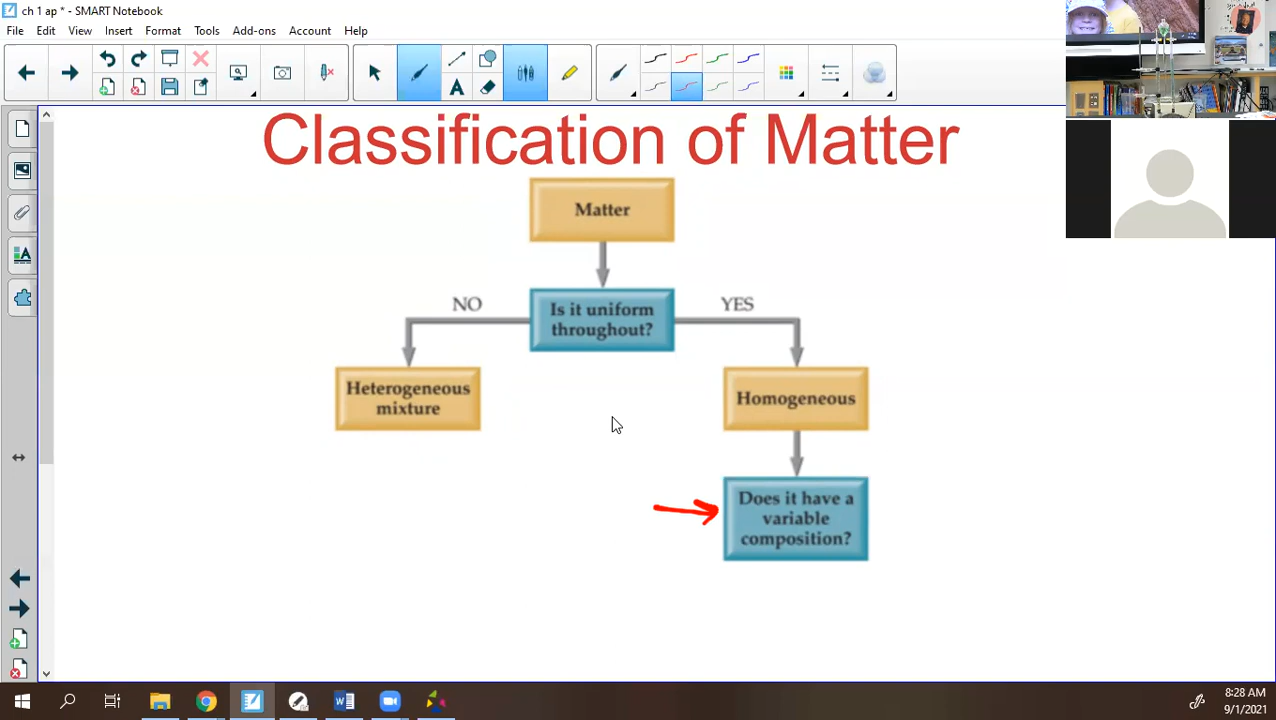 ch 1 ap * - SMART Notebook
File Edit View Insert Format Tools Add-ons Account Help
Classification of Matter
Matter
NO
Is it uniform
throughout?
YES
Heterogeneous
mixture
Homogeneous
Does it have a
variable
composition?
8:28 AM
9/1/2021